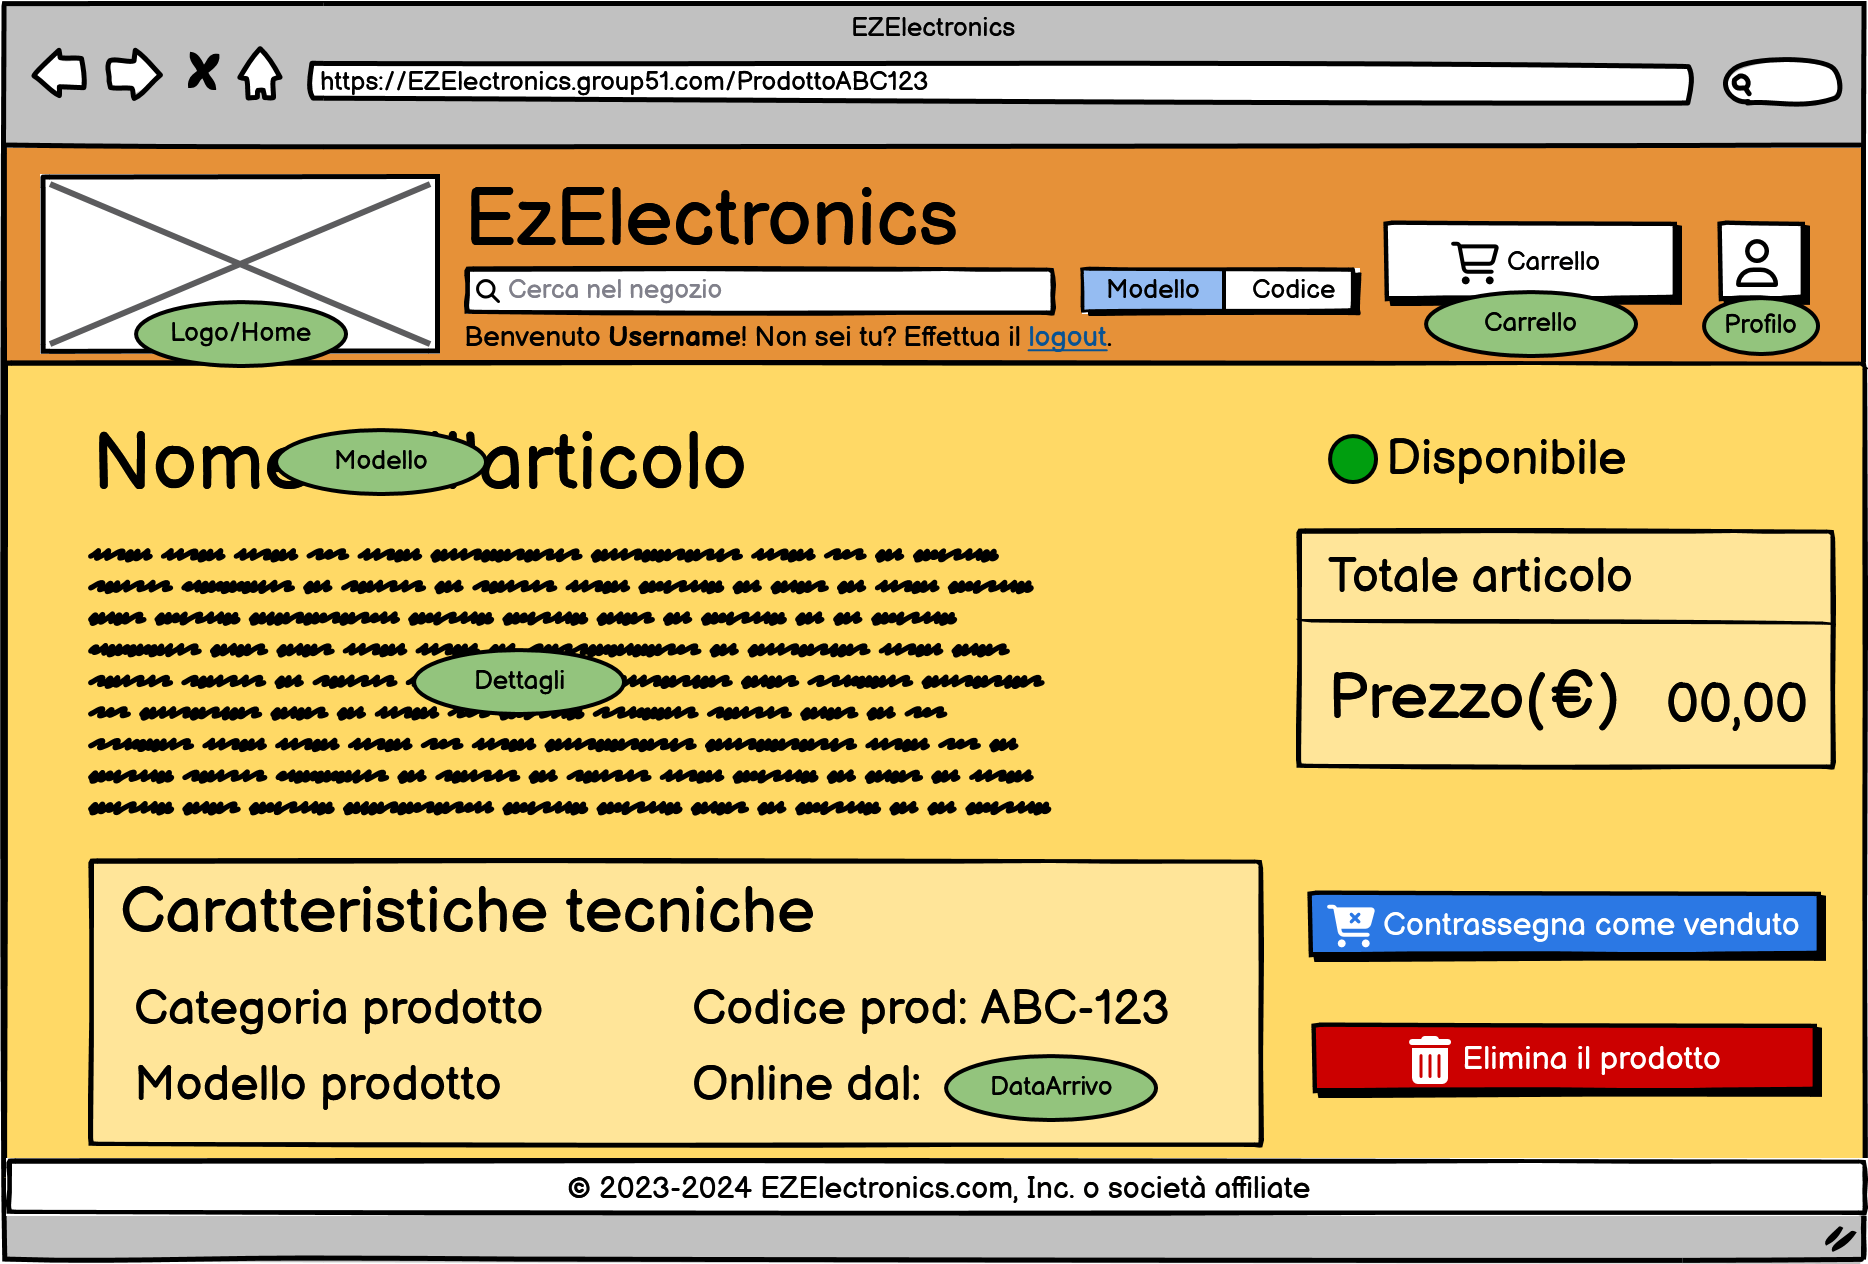 EZElectronics
https://EZElectronics.group51.com/ProdottoABC123
EzElectronics
Cerca nel negozio
Modello
Codice
Carrello
Logo/Home
Benvenuto Username! Non sei tu? Effettua il logout.
Carrello
Profilo
Modello
articolo
Disponibile
Totale articolo
Dettagli
Prezzo(€) 00,00
Caratteristiche tecniche
Contrassegna come venduto
Categoria prodotto
Codice prod: ABC-123
Elimina il prodotto
Modello prodotto
Online dal:
DataArrivo
© 2023-2024 EZElectronics.com, Inc. o società affiliate